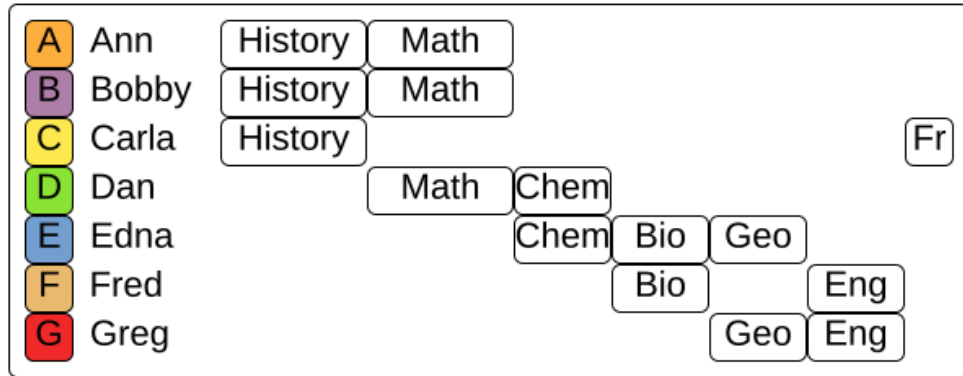 A Ann History Math
B Bobby History Math
C Carla History Fr
D Dan Math Chem
E Edna Chem Bio Geo
F Fred Bio Eng
G Greg Geo Eng